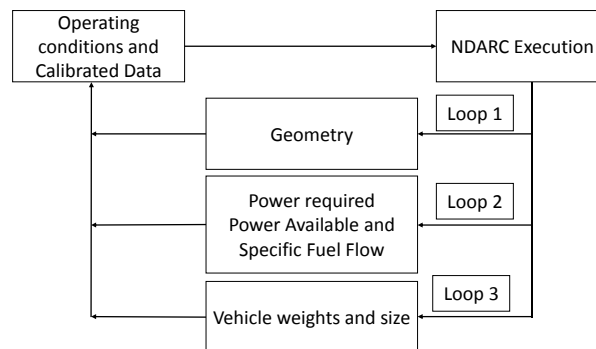 Operating
conditions and
Calibrated Data
NDARC Execution
Loop 1
Geometry
Loop 2
Power required
Power Available and
Specific Fuel Flow
Loop 3
Vehicle weights and size